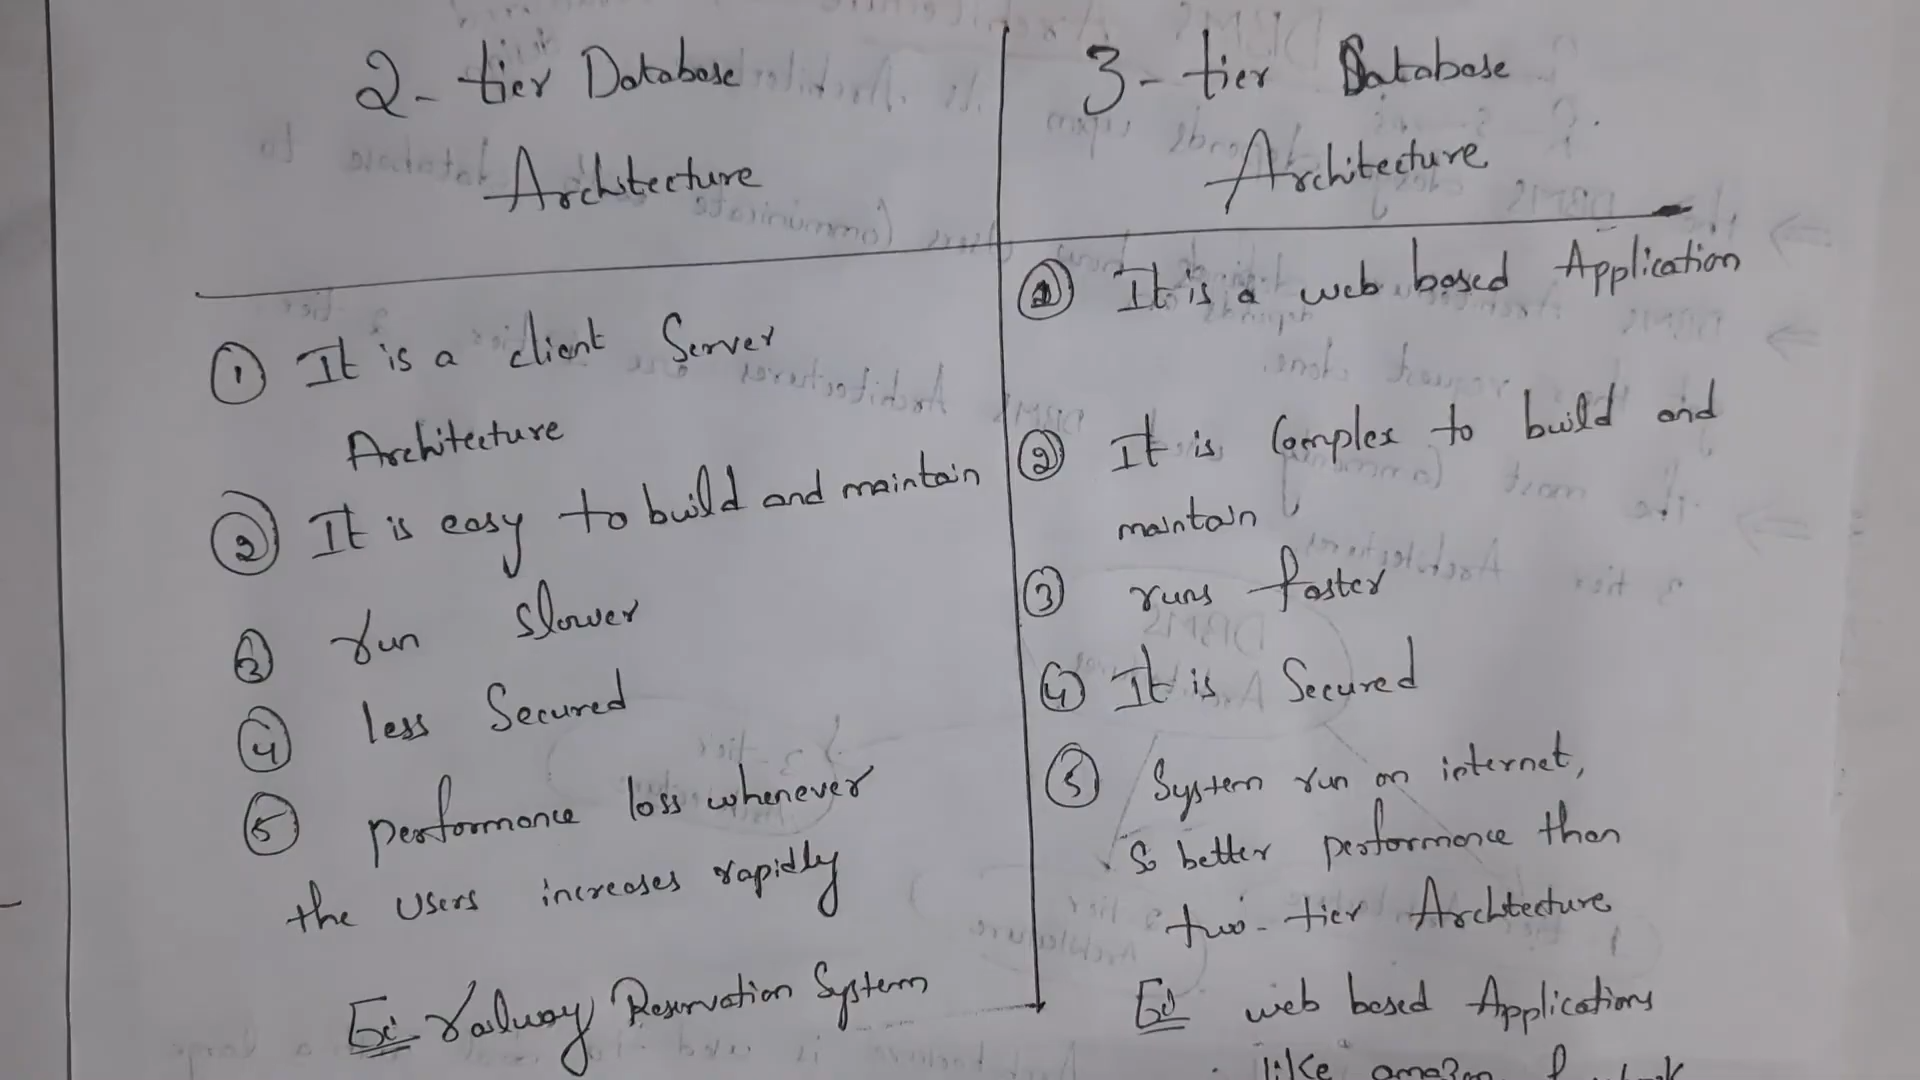 2- tier Database
Architecture
① It is a client Server
Architecture
② It is easy to build and maintain
③ run slower
④ less Secured
⑤ performance loss whenever
the users increases rapidly
Ex: railway Reservation System
3- tier Database
Architecture
① It is a web based Application
② It is Complex to build and
maintain
③ runs faster
④ It is Secured
⑤ System run on internet,
So better performance than
two-tier Architecture
Ex: web based Applications
like amazon